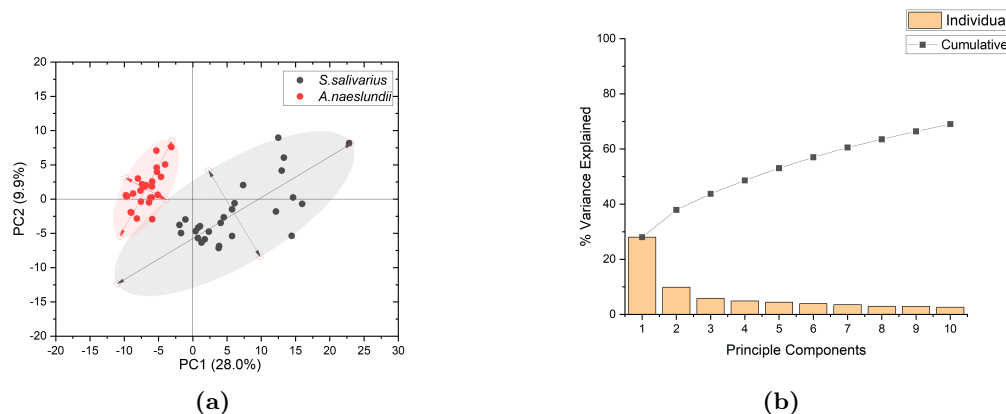 20
15
10
5
0
-5
-10
-15
-20
PC2 (9.9%)
S.salivarius
A.naeslundii
-20 -15 -10 -5 0 5 10 15 20 25 30
PC1 (28.0%)
(a)
Individua
Cumulative
100
80
60
40
20
0
% Variance Explained
1 2 3 4 5 6 7 8 9 10
Principle Components
(b)